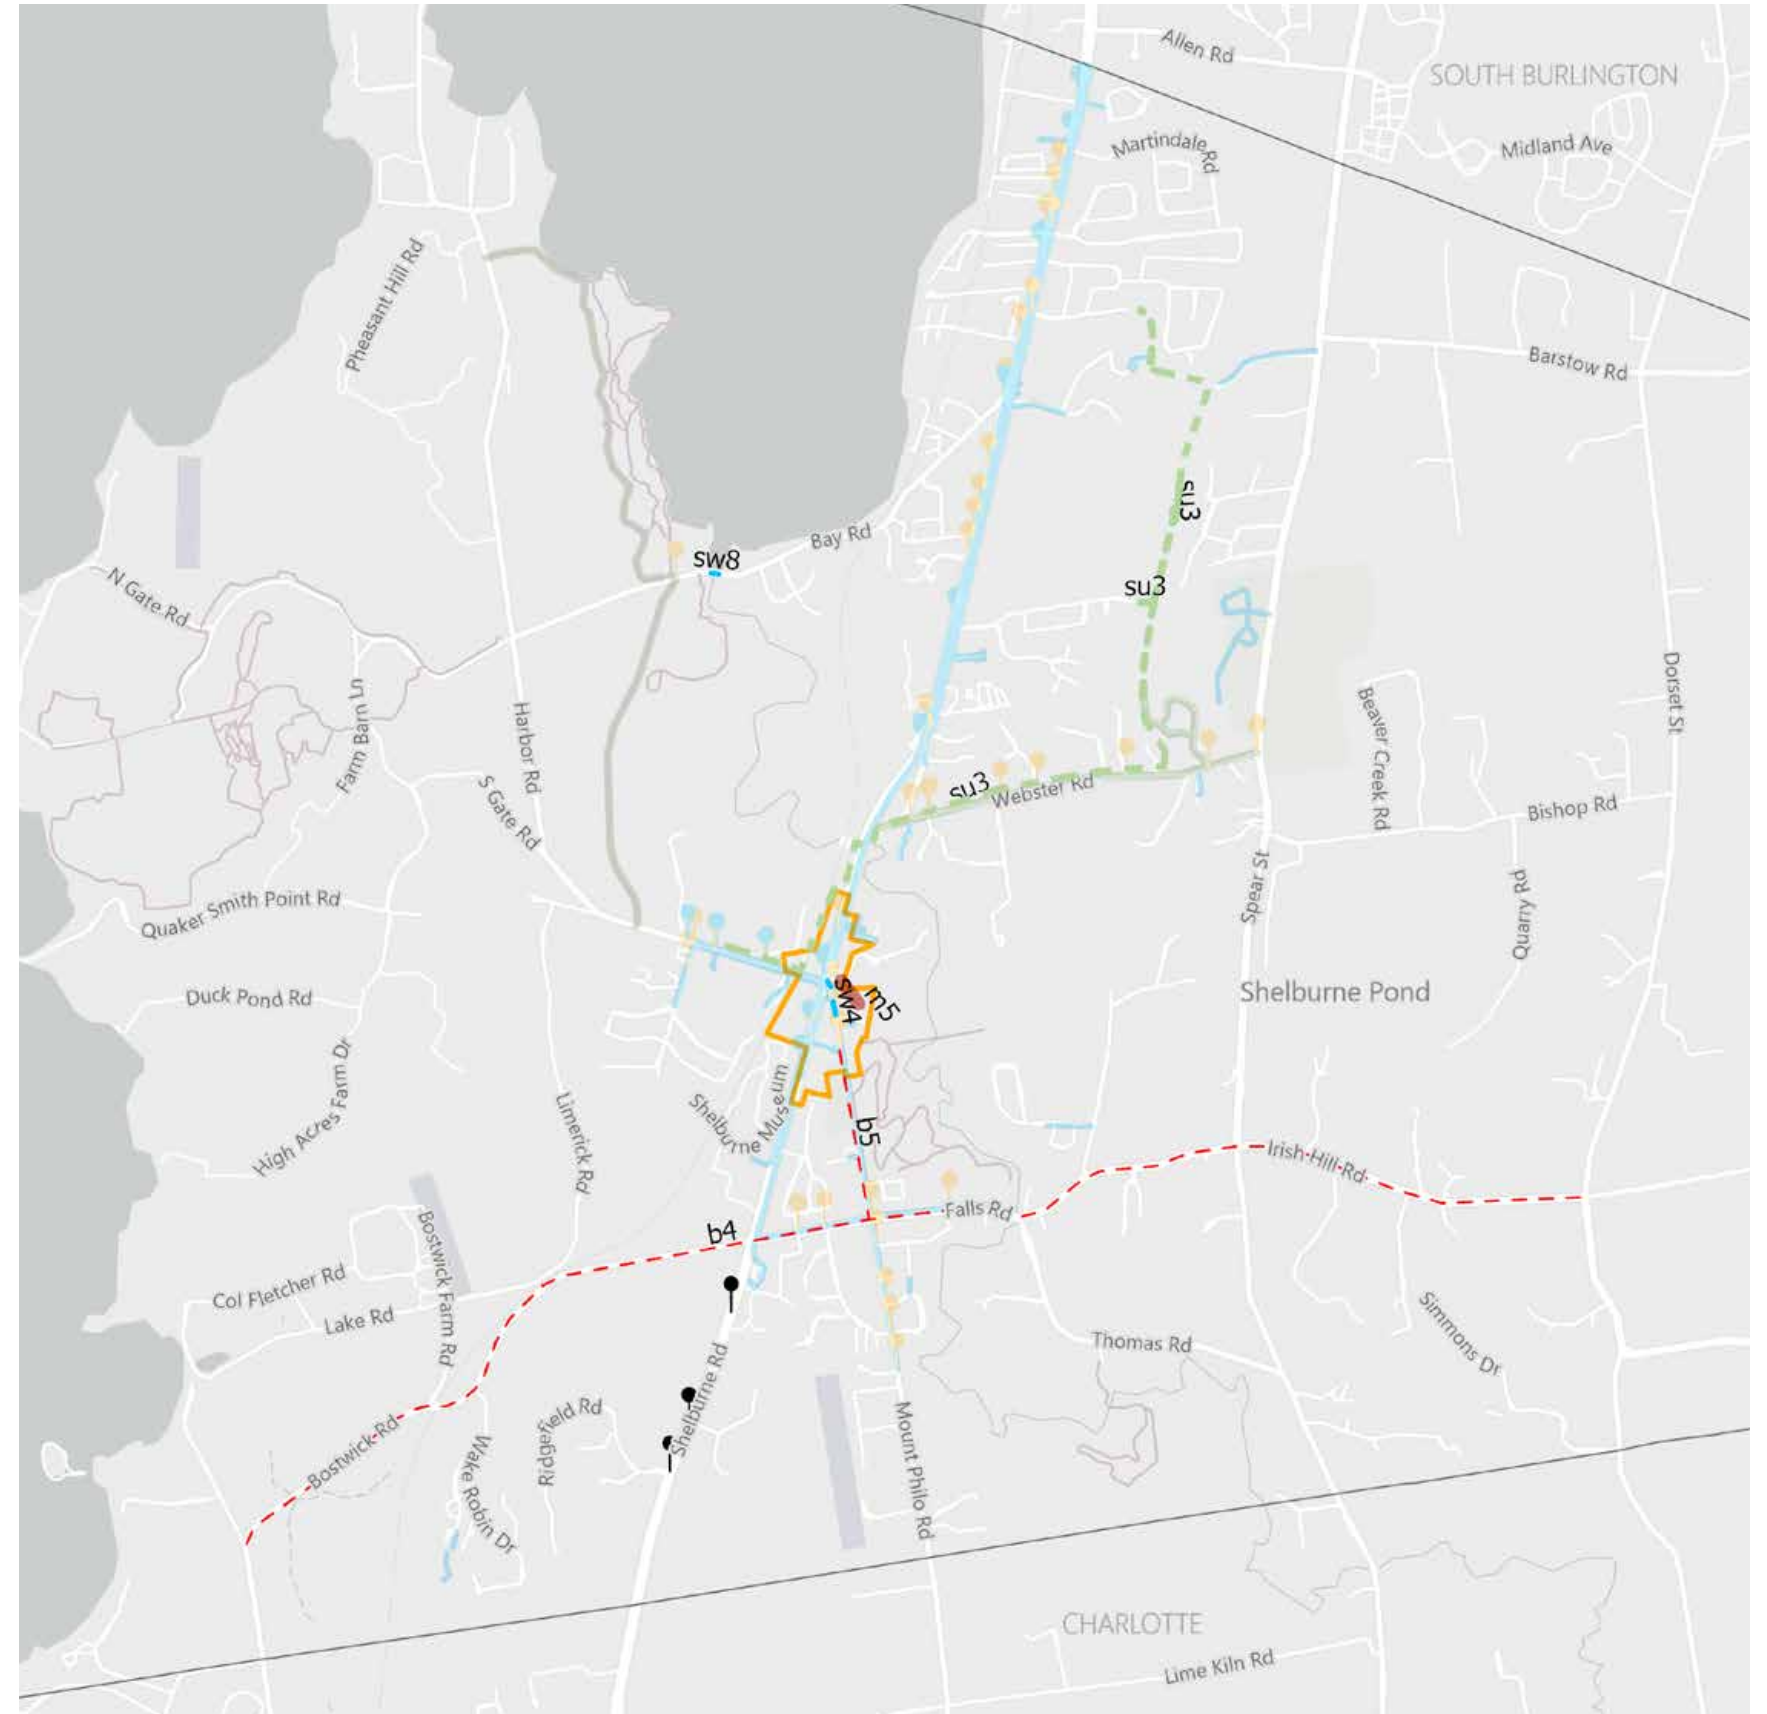 Allen Rd
SOUTH BURLINGTON
Martindale Rd
Midland Ave
Pheasant Hill Rd
Barstow Rd
su3
Bay Rd
sw8
su3
N Gate Rd
Farm Barn Ln
Harbor Rd
Dorset St
Beaver Creek Rd
su3
Webster Rd
S Gate Rd
Bishop Rd
Spear St
Quarry Rd
Quaker Smith Point Rd
Duck Pond Rd
sw4
m5
Shelburne Pond
High Acres Farm Dr
Limerick Rd
Shelburne Museum
b5
Irish Hill Rd
Falls Rd
b4
Bostwick Farm Rd
Col Fletcher Rd
Lake Rd
Thomas Rd
Simmons Dr
Shelburne Rd
Ridgefield Rd
Bostwick Rd
Wake Robin Dr
Mount Philo Rd
CHARLOTTE
Lime Kiln Rd